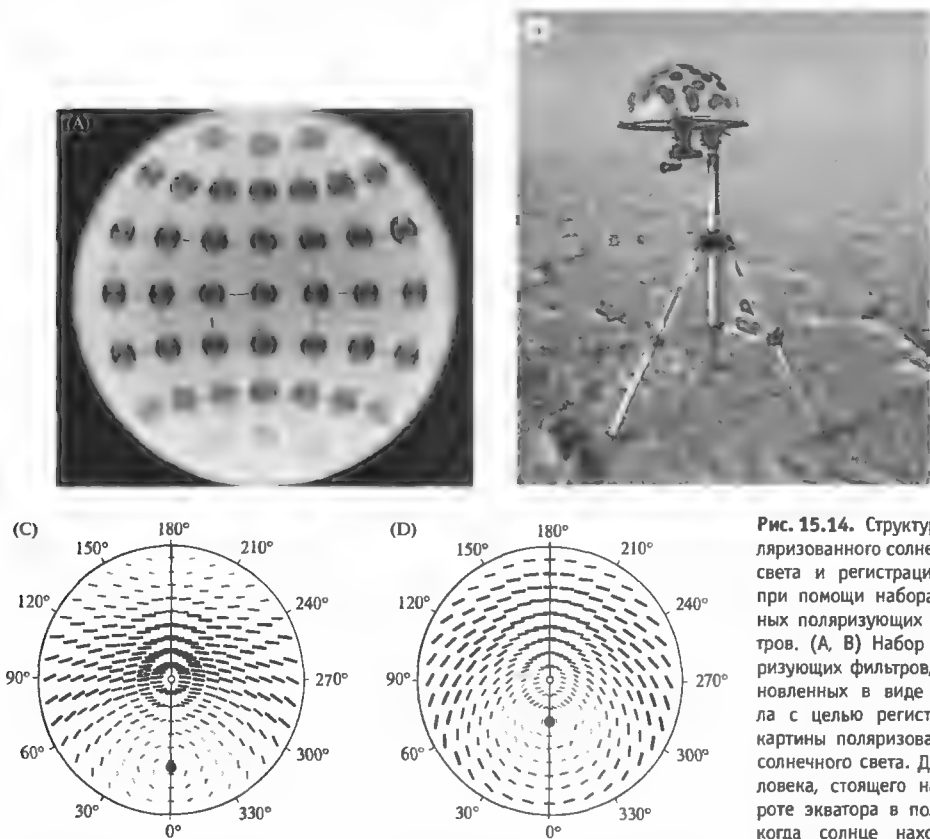 (A)
(C)
180°
150°
210°
120°
240°
90°
270°
60°
300°
30°
330°
0°
(D)
180°
150°
210°
120°
240°
90°
270°
60°
300°
30°
330°
0°
Рис. 15.14. Структур
ляризованного солне
света и регистраци
при помощи набора
ных поляризующих
тров. (А, В) Набор
ризующих фильтров,
новленных в виде
ла с целью регист
картины поляризова
солнечного света. Д
ловека, стоящего на
роте экватора в по
когда солнце нахо